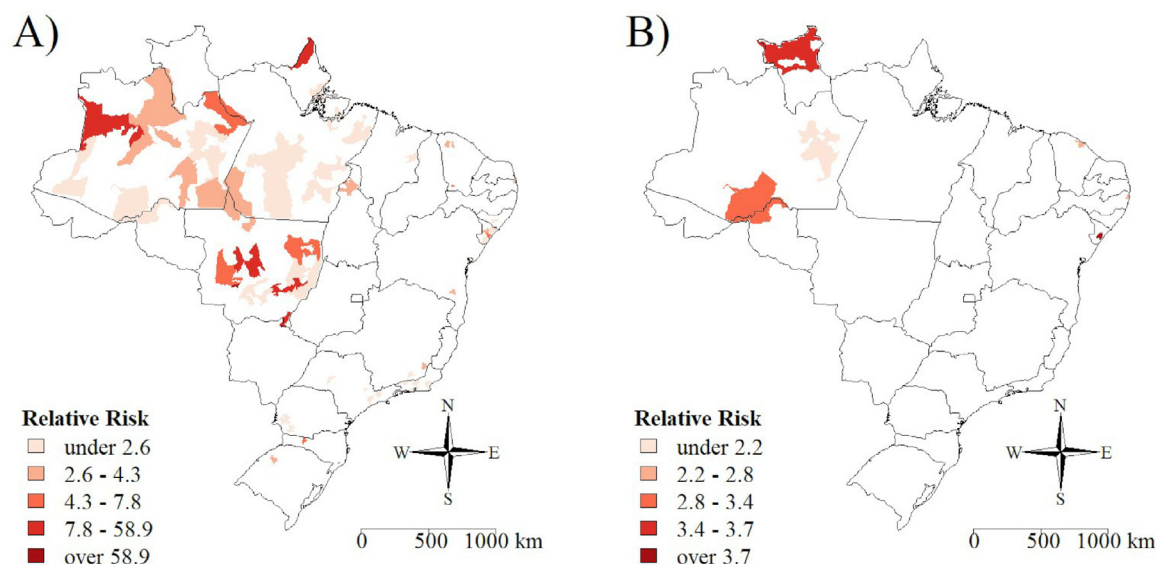 A)
N
W E
S
Relative Risk
under 2.6
2.6 - 4.3
4.3 - 7.8
7.8 - 58.9
over 58.9
0 500 1000 km
B)
N
W E
S
Relative Risk
under 2.2
2.2 - 2.8
2.8 - 3.4
3.4 - 3.7
over 3.7
0 500 1000 km